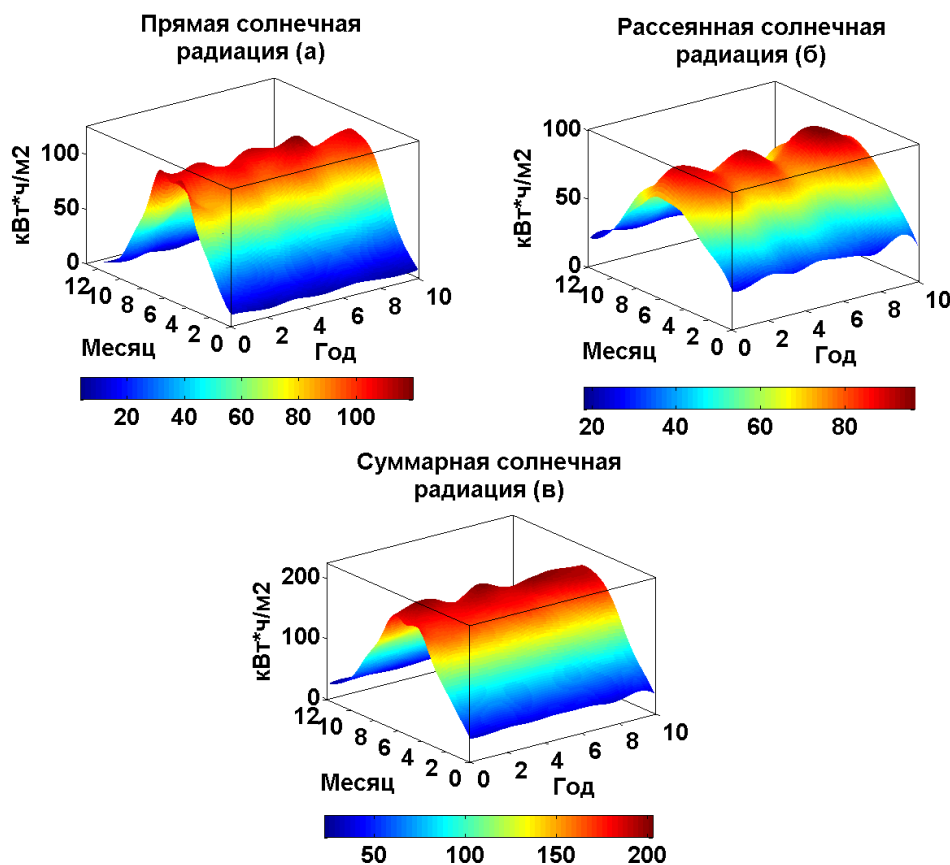 Прямая солнечная
радиация (а)
кВт*ч/м2
100
50
0
12
10
8
6
4
2
0
Месяц
0
2
4
6
8
10
Год
20 40 60 80 100
Рассеянная солнечная
радиация (б)
кВт*ч/м2
100
50
0
12
10
8
6
4
2
0
Месяц
0
2
4
6
8
10
Год
20 40 60 80
Суммарная солнечная
радиация (в)
кВт*ч/м2
200
100
0
12
10
8
6
4
2
0
Месяц
0
2
4
6
8
10
Год
50 100 150 200